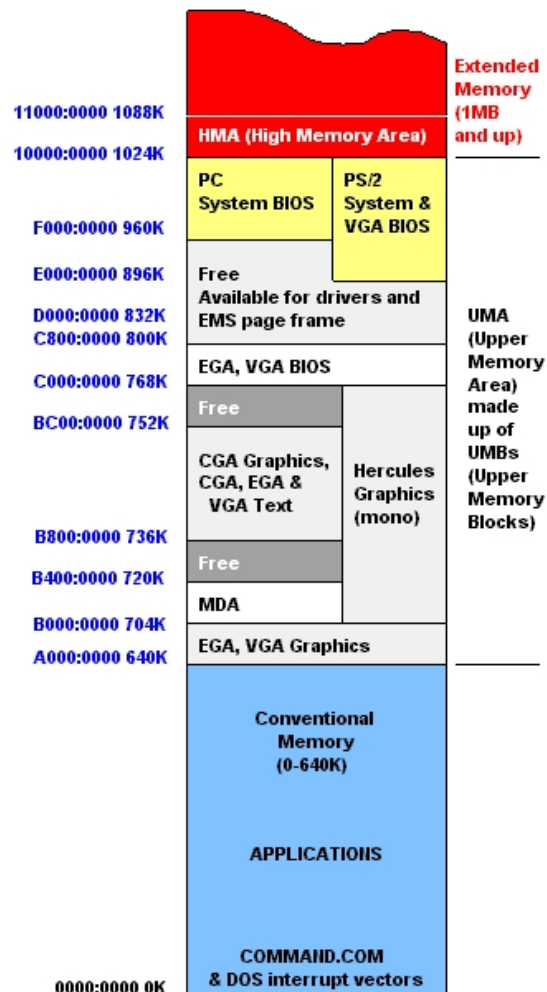 Extended
Memory
(1MB
and up)
11000:0000 1088K
HMA (High Memory Area)
10000:0000 1024K
PC
System BIOS
PS/2
System &
VGA BIOS
F000:0000 960K
E000:0000 896K
Free
Available for drivers and
EMS page frame
D000:0000 832K
C800:0000 800K
UMA
(Upper
Memory
Area)
made
up of
UMBs
(Upper
Memory
Blocks)
EGA, VGA BIOS
C000:0000 768K
Free
BC00:0000 752K
CGA Graphics,
CGA, EGA &
VGA Text
Hercules
Graphics
(mono)
B800:0000 736K
Free
B400:0000 720K
MDA
B000:0000 704K
EGA, VGA Graphics
A000:0000 640K
Conventional
Memory
(0-640K)
APPLICATIONS
COMMAND.COM
& DOS interrupt vectors
0000:0000 0K